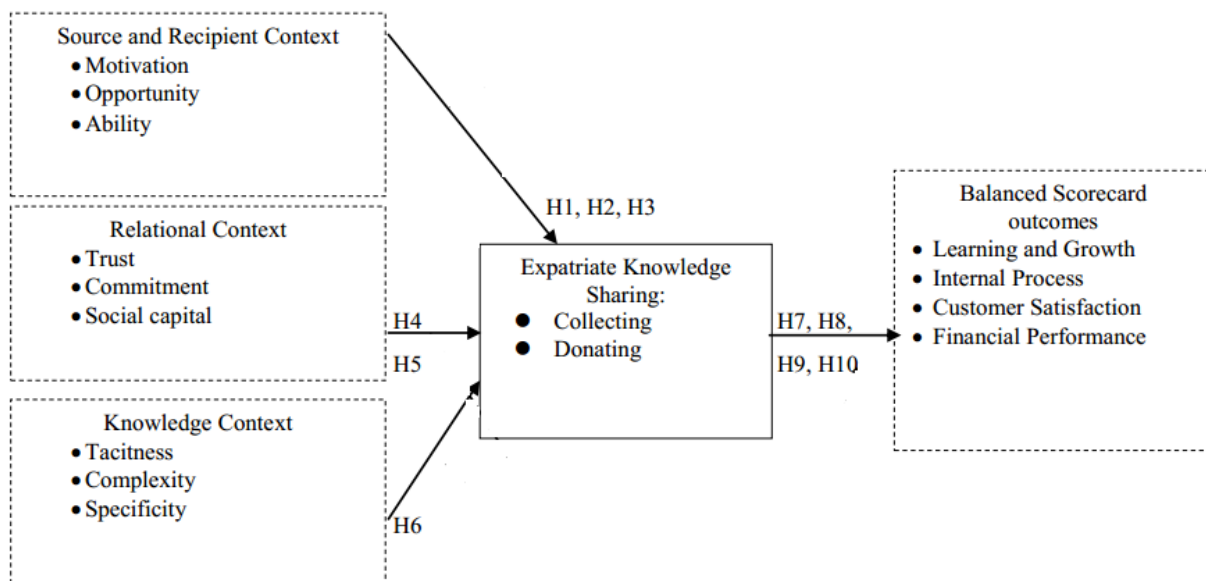 Source and Recipient Context
• Motivation
• Opportunity
• Ability
Relational Context
• Trust
• Commitment
• Social capital
Knowledge Context
• Tacitness
• Complexity
• Specificity
H1, H2, H3
H4
H5
H6
Expatriate Knowledge
Sharing:
● Collecting
● Donating
H7, H8,
H9, H10
Balanced Scorecard
outcomes
• Learning and Growth
• Internal Process
• Customer Satisfaction
• Financial Performance